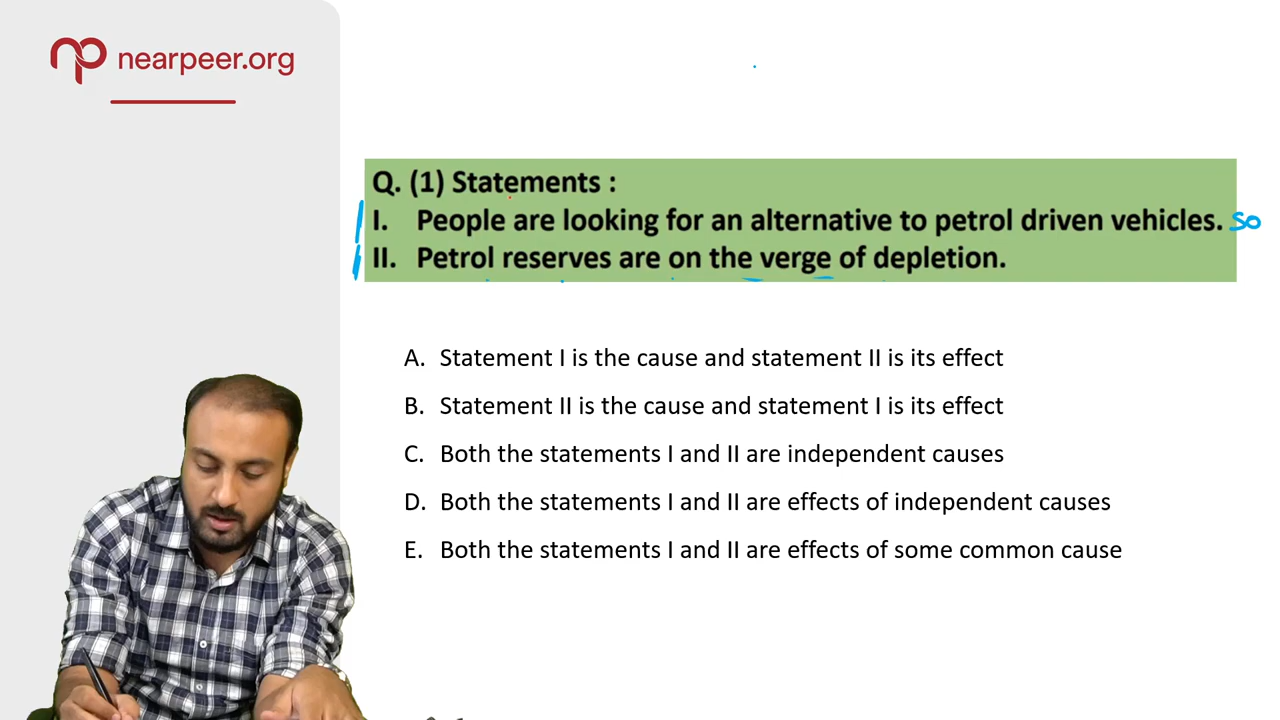 nearpeer.org
Q. (1) Statements :
I. People are looking for an alternative to petrol driven vehicles. so
II. Petrol reserves are on the verge of depletion.
A. Statement I is the cause and statement II is its effect
B. Statement II is the cause and statement I is its effect
C. Both the statements I and II are independent causes
D. Both the statements I and II are effects of independent causes
E. Both the statements I and II are effects of some common cause